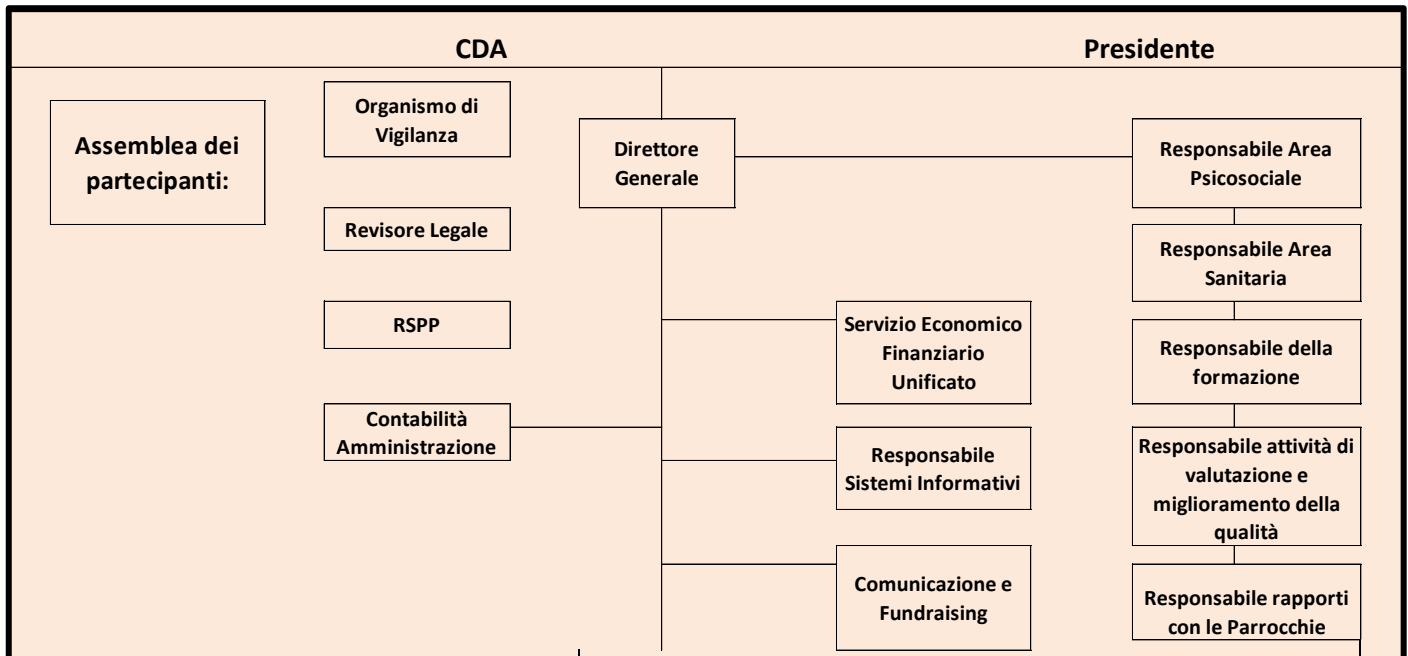 CDA
Presidente
Assemblea dei
partecipanti:
Organismo di
Vigilanza
Revisore Legale
RSPP
Contabilità
Amministrazione
Direttore
Generale
Servizio Economico
Finanziario
Unificato
Responsabile
Sistemi Informativi
Comunicazione e
Fundraising
Responsabile Area
Psicosociale
Responsabile Area
Sanitaria
Responsabile della
formazione
Responsabile attività di
valutazione e
miglioramento della
qualità
Responsabile rapporti
con le Parrocchie